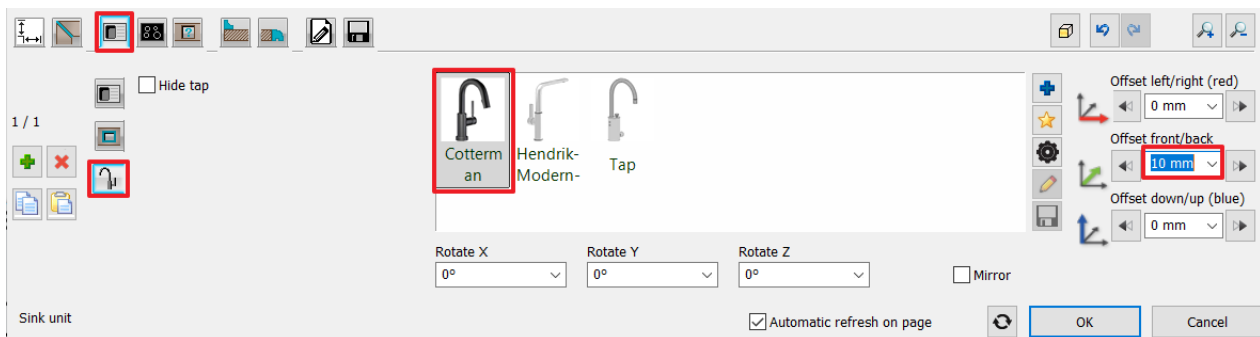 Hide tap
1 / 1
Cotterm
an
Hendrik-
Modern-
Tap
Offset left/right (red)
0 mm
Offset front/back
10 mm
Offset down/up (blue)
0 mm
Rotate X
Rotate Y
Rotate Z
0°
0°
0°
Mirror
Sink unit
Automatic refresh on page
OK
Cancel